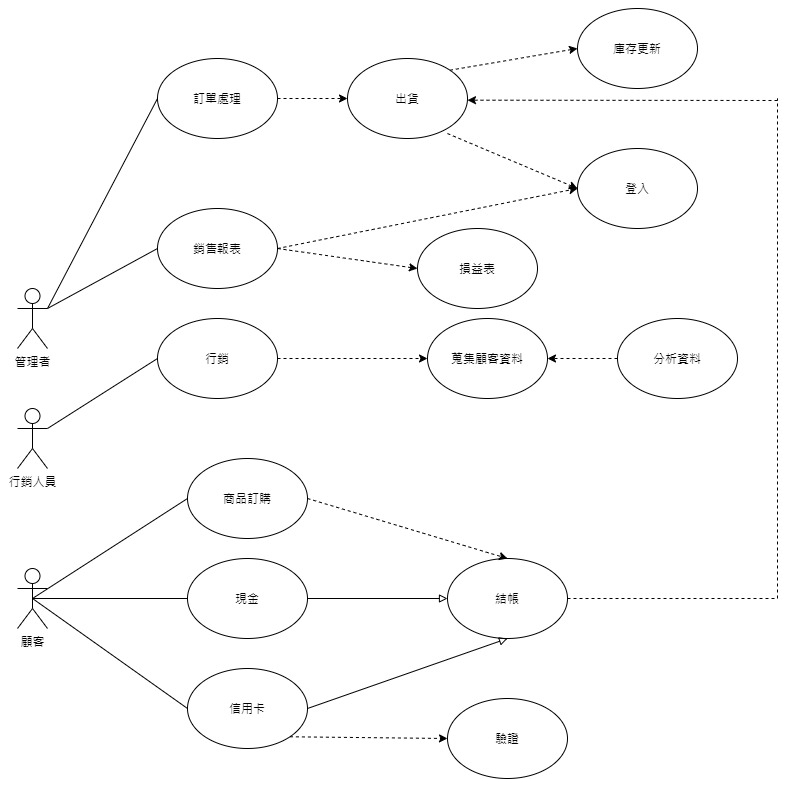 庫存更新
訂單處理
出貨
登入
銷售報表
損益表
管理者
行銷
蒐集顧客資料
分析資料
行銷人員
商品訂購
現金
結帳
顧客
信用卡
驗證